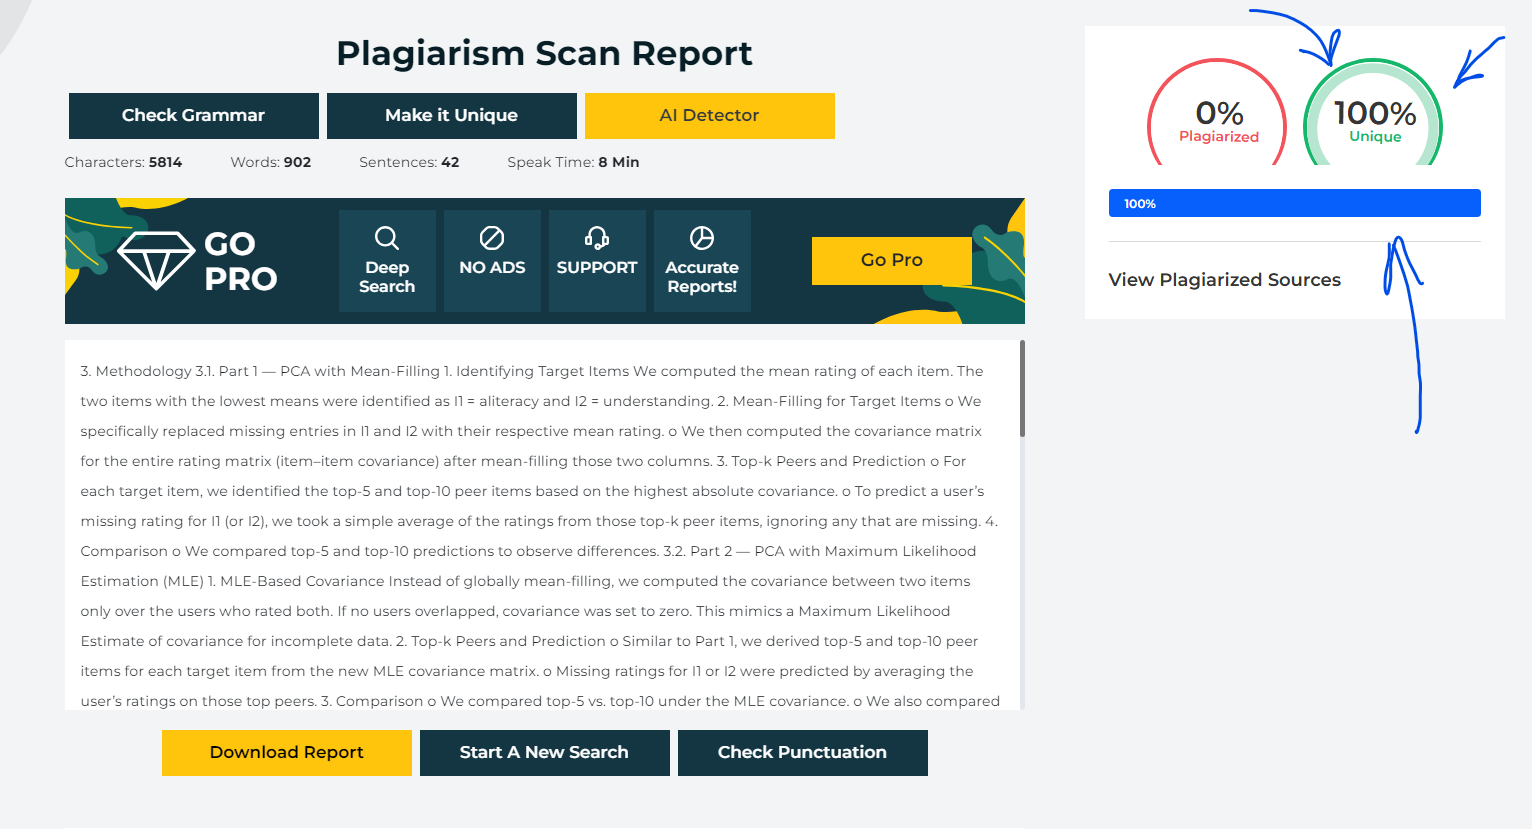 Plagiarism Scan Report
Check Grammar
Make it Unique
AI Detector
Characters: 5814 Words: 902 Sentences: 42 Speak Time: 8 Min
GO
PRO
Deep
Search
NO ADS
SUPPORT
Accurate
Reports!
Go Pro
3. Methodology 3.1. Part 1 — PCA with Mean-Filling 1. Identifying Target Items We computed the mean rating of each item. The
two items with the lowest means were identified as I1 = aliteracy and I2 = understanding. 2. Mean-Filling for Target Items o We
specifically replaced missing entries in I1 and I2 with their respective mean rating. o We then computed the covariance matrix
for the entire rating matrix (item–item covariance) after mean-filling those two columns. 3. Top-k Peers and Prediction o For
each target item, we identified the top-5 and top-10 peer items based on the highest absolute covariance. o To predict a user’s
missing rating for I1 (or I2), we took a simple average of the ratings from those top-k peer items, ignoring any that are missing. 4.
Comparison o We compared top-5 and top-10 predictions to observe differences. 3.2. Part 2 — PCA with Maximum Likelihood
Estimation (MLE) 1. MLE-Based Covariance Instead of globally mean-filling, we computed the covariance between two items
only over the users who rated both. If no users overlapped, covariance was set to zero. This mimics a Maximum Likelihood
Estimate of covariance for incomplete data. 2. Top-k Peers and Prediction o Similar to Part 1, we derived top-5 and top-10 peer
items for each target item from the new MLE covariance matrix. o Missing ratings for I1 or I2 were predicted by averaging the
user’s ratings on those top peers. 3. Comparison o We compared top-5 vs. top-10 under the MLE covariance. o We also compared
Download Report
Start A New Search
Check Punctuation
0%
Plagiarized
100%
Unique
100%
View Plagiarized Sources